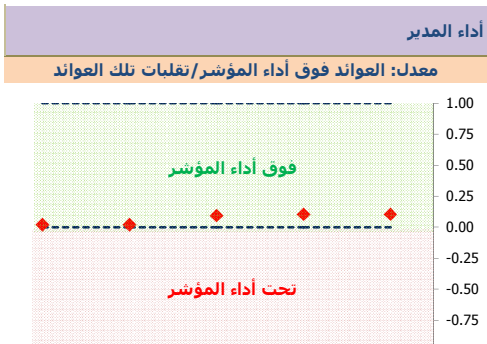 أداء المدير
معدل: العوائد فوق أداء المؤشر/تقلبات تلك العوائد
1.00
0.75
فوق أداء المؤشر
0.50
0.25
0.00
-0.25
تحت أداء المؤشر
-0.50
-0.75